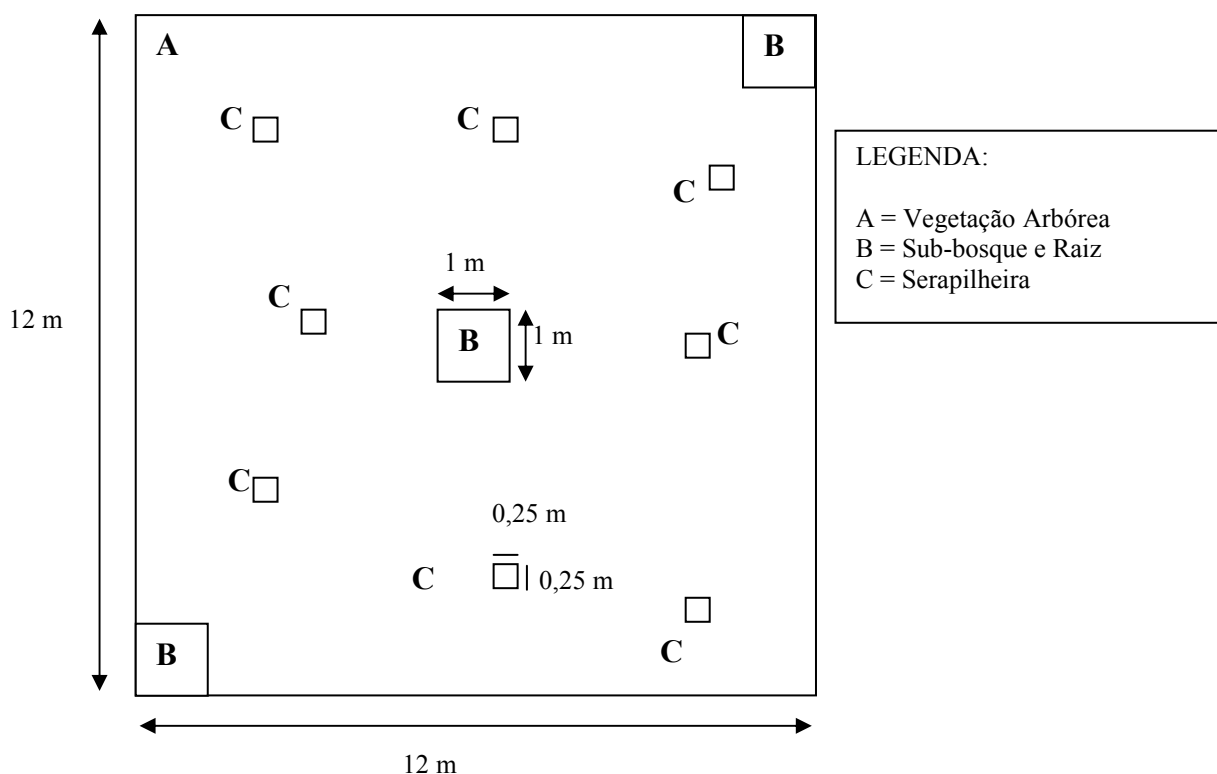 A
B
C
C
C
LEGENDA:
A = Vegetação Arbórea
B = Sub-bosque e Raiz
C = Serapilheira
1 m
C
12 m
B
1 m
C
C
0,25 m
C
0,25 m
B
C
12 m